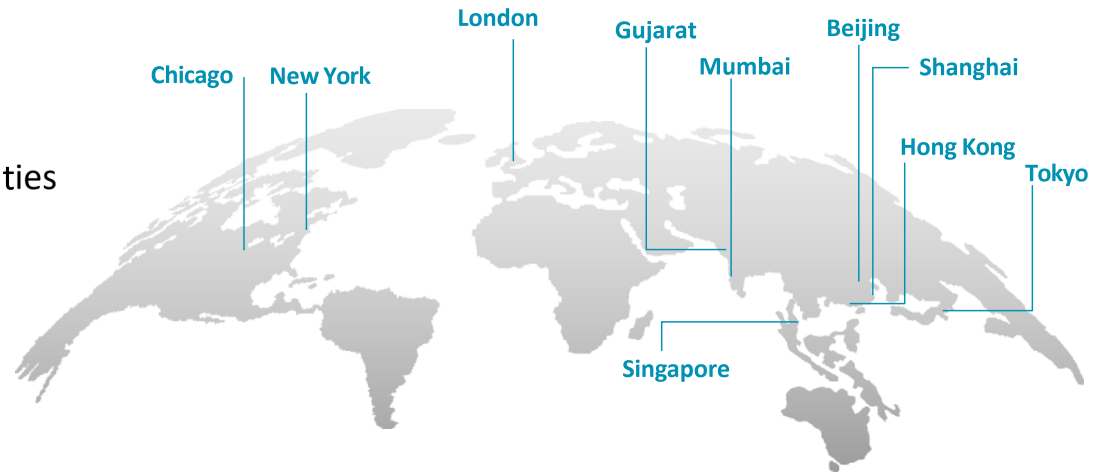 London
Gujarat
Beijing
Mumbai
Shanghai
Chicago
New York
Hong Kong
ties
Tokyo
Singapore